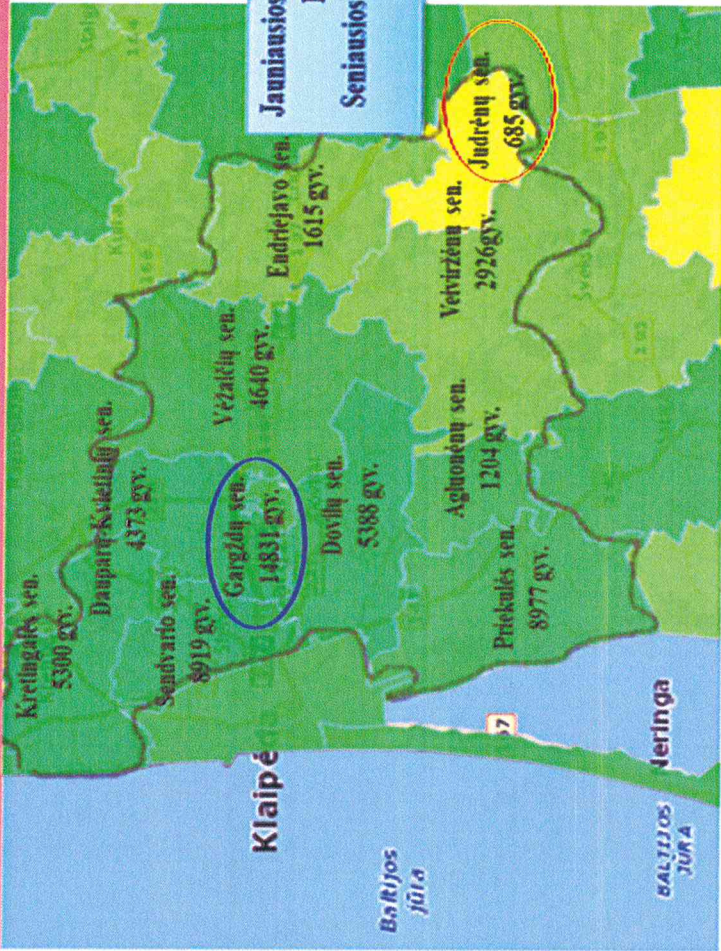 Jauniausios
Seniausios
Kretingalės sen.
5300 gyv.
Dauparų-Kvietinių sen.
4373 gyv.
Sendvario sen.
8919 gyv.
Vėžaičių sen.
4640 gyv.
Endriejavo sen.
1615 gyv.
Gargždų sen.
14831 gyv.
Klaipėda
Dovilų sen.
5388 gyv.
Judrėnų sen.
685 gyv.
Veiviržėnų sen.
2926gyv.
Agluonėnų sen.
1204 gyv.
Priekulės sen.
8977 gyv.
Baltijos
jūra
Neringa
BALTIJOS
JŪRA